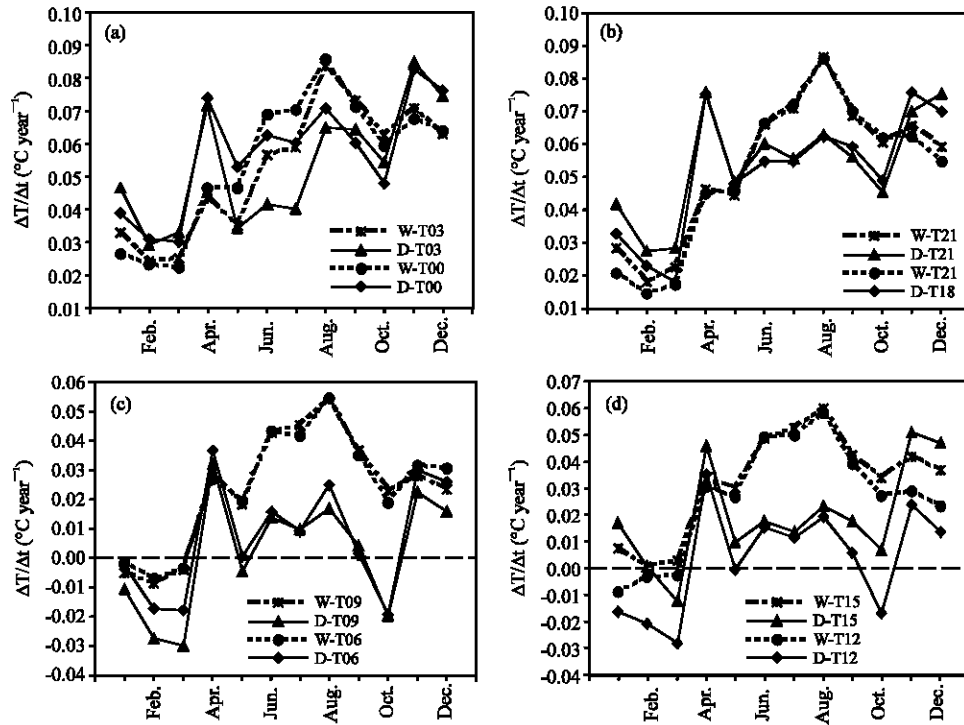 (a)
ΔT/Δt (°C year⁻¹)
0.10
0.09
0.08
0.07
0.06
0.05
0.04
0.03
0.02
0.01
W-T03
D-T03
W-T00
D-T00
Feb.
Apr.
Jun.
Aug.
Oct.
Dec.
(b)
ΔT/Δt (°C year⁻¹)
0.10
0.09
0.08
0.07
0.06
0.05
0.04
0.03
0.02
0.01
W-T21
D-T21
W-T21
D-T18
Feb.
Apr.
Jun.
Aug.
Oct.
Dec.
(c)
ΔT/Δt (°C year⁻¹)
0.06
0.05
0.04
0.03
0.02
0.01
0.00
-0.01
-0.02
-0.03
-0.04
W-T09
D-T09
W-T06
D-T06
Feb.
Apr.
Jun.
Aug.
Oct.
Dec.
(d)
ΔT/Δt (°C year⁻¹)
0.07
0.06
0.05
0.04
0.03
0.02
0.01
0.00
-0.01
-0.02
-0.03
-0.04
W-T15
D-T15
W-T12
D-T12
Feb.
Apr.
Jun.
Aug.
Oct.
Dec.